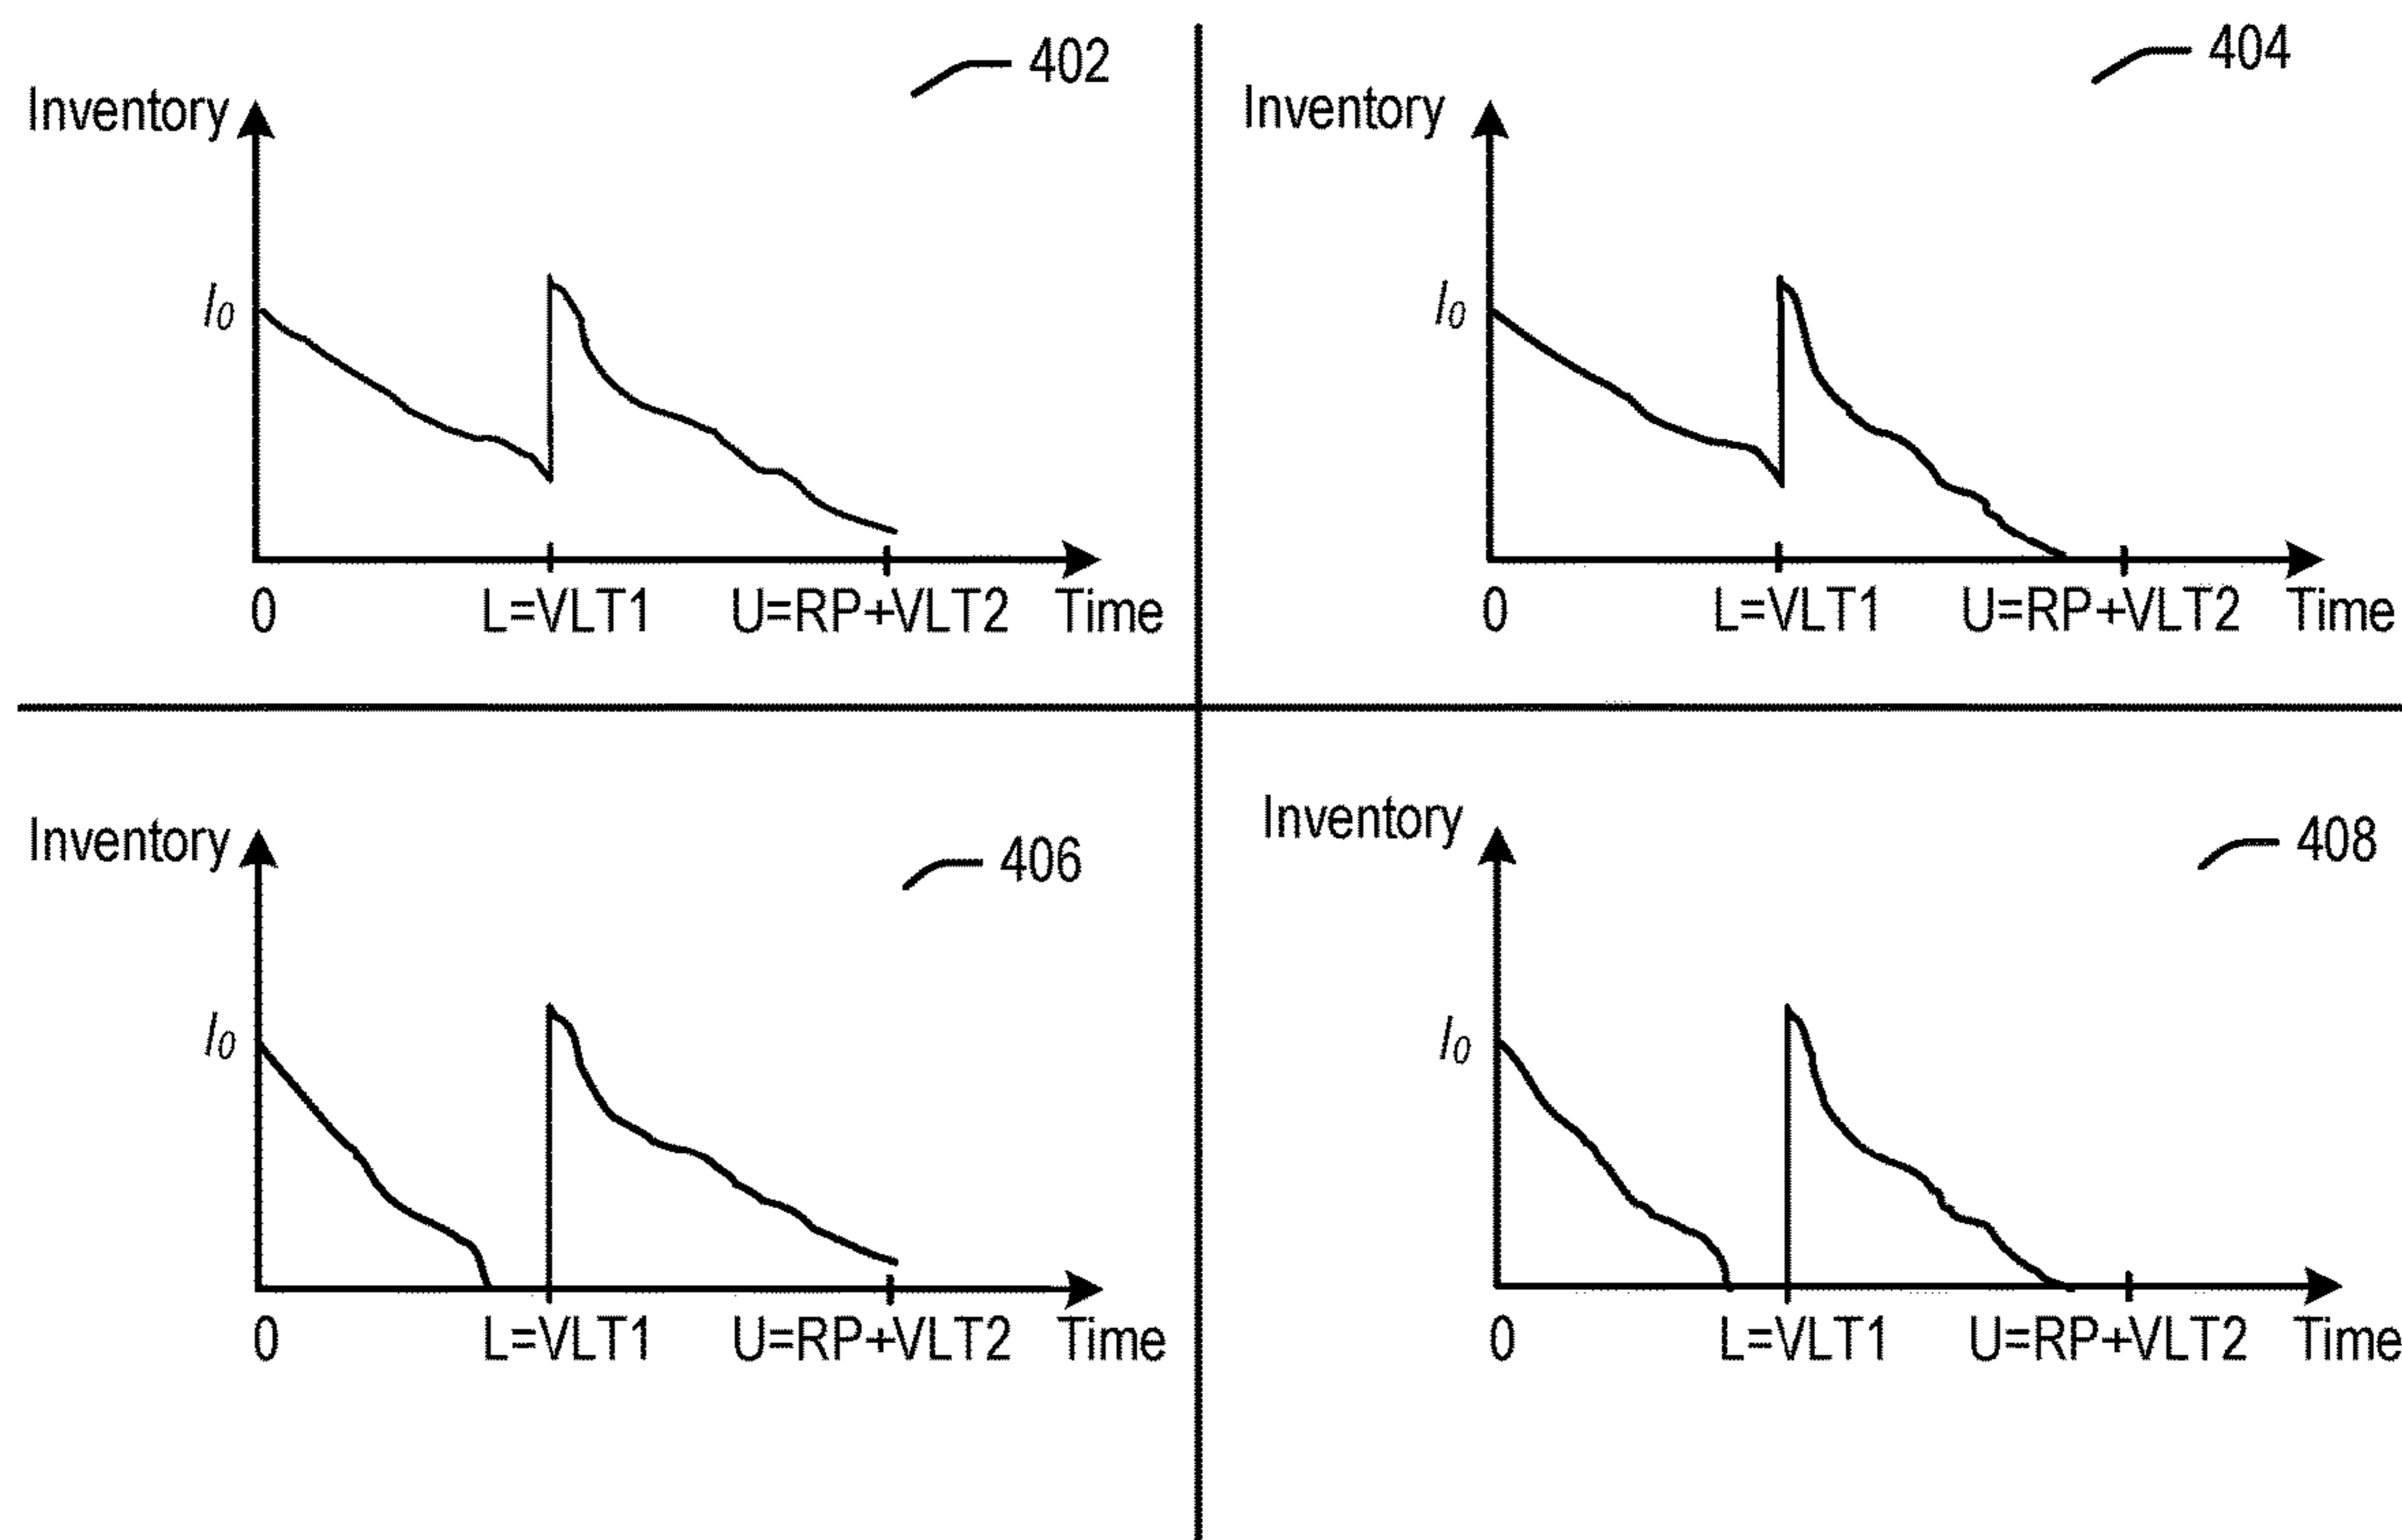 402
Inventory
I0
0 L=VLT1 U=RP+VLT2 Time
404
Inventory
I0
0 L=VLT1 U=RP+VLT2 Time
406
Inventory
I0
0 L=VLT1 U=RP+VLT2 Time
408
Inventory
I0
0 L=VLT1 U=RP+VLT2 Time